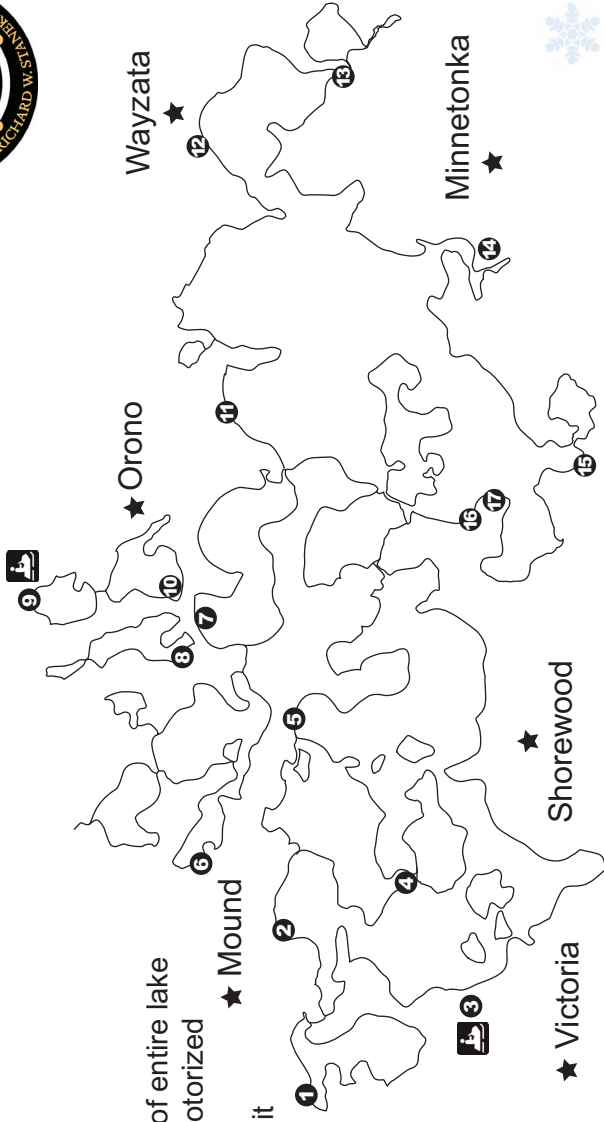 RICHARD W. STANEK
9
Orono
Wayzata
of entire lake
10
8
otorized
12
6
7
11
Mound
it
2
5
1
13
4
Minnetonka
3
16
14
17
Shorewood
Victoria
15